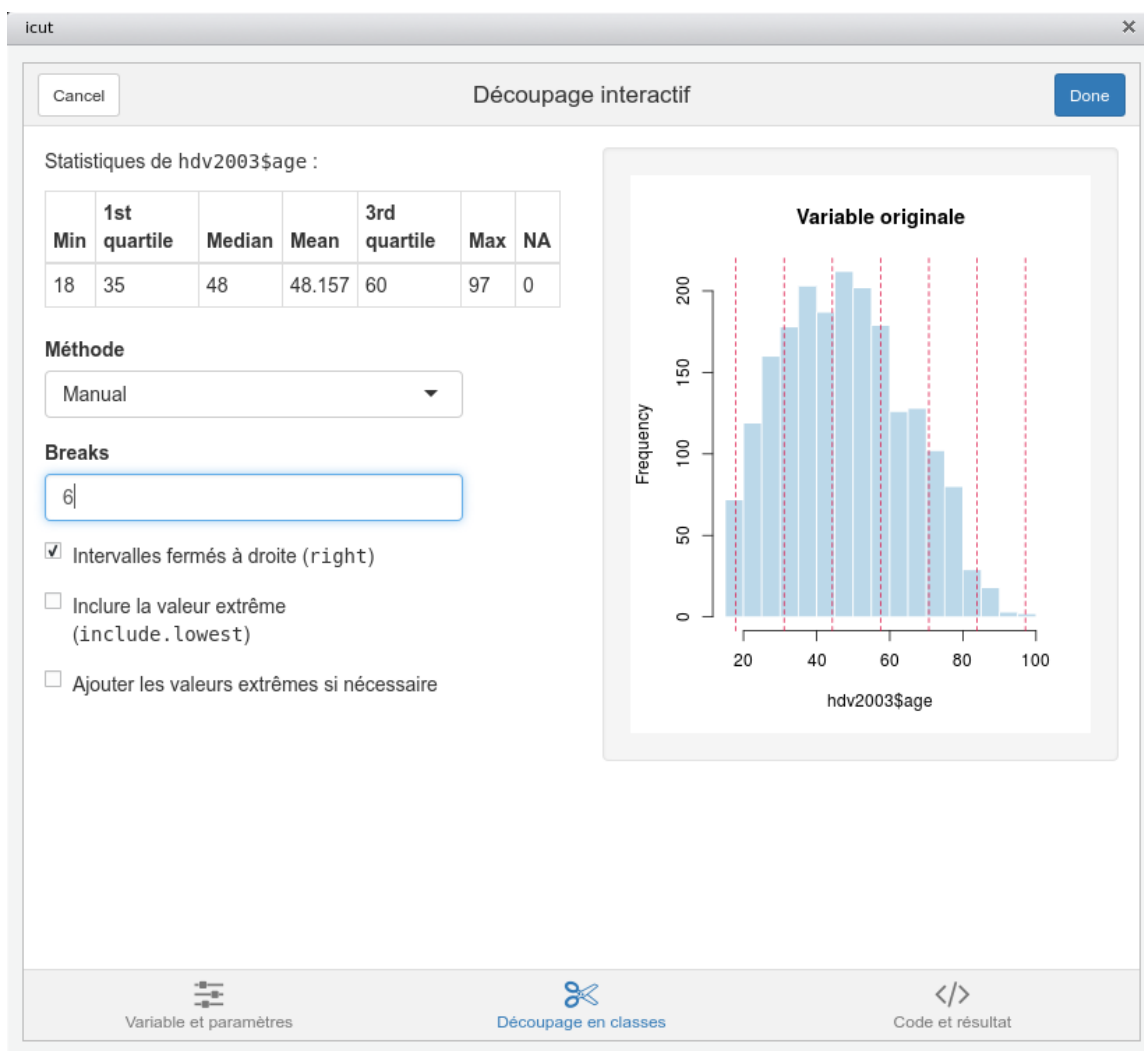 icut
Cancel
Découpage interactif
Done
Statistiques de hdv2003$age :
Min 1st quartile Median Mean 3rd quartile Max NA
18 35 48 48.157 60 97 0
Méthode
Manual
Breaks
6
Intervalles fermés à droite (right)
Inclure la valeur extrême
(include.lowest)
Ajouter les valeurs extrêmes si nécessaire
Variable originale
Frequency
200
150
100
50
0
20 40 60 80 100
hdv2003$age
Variable et paramètres
Découpage en classes
Code et résultat